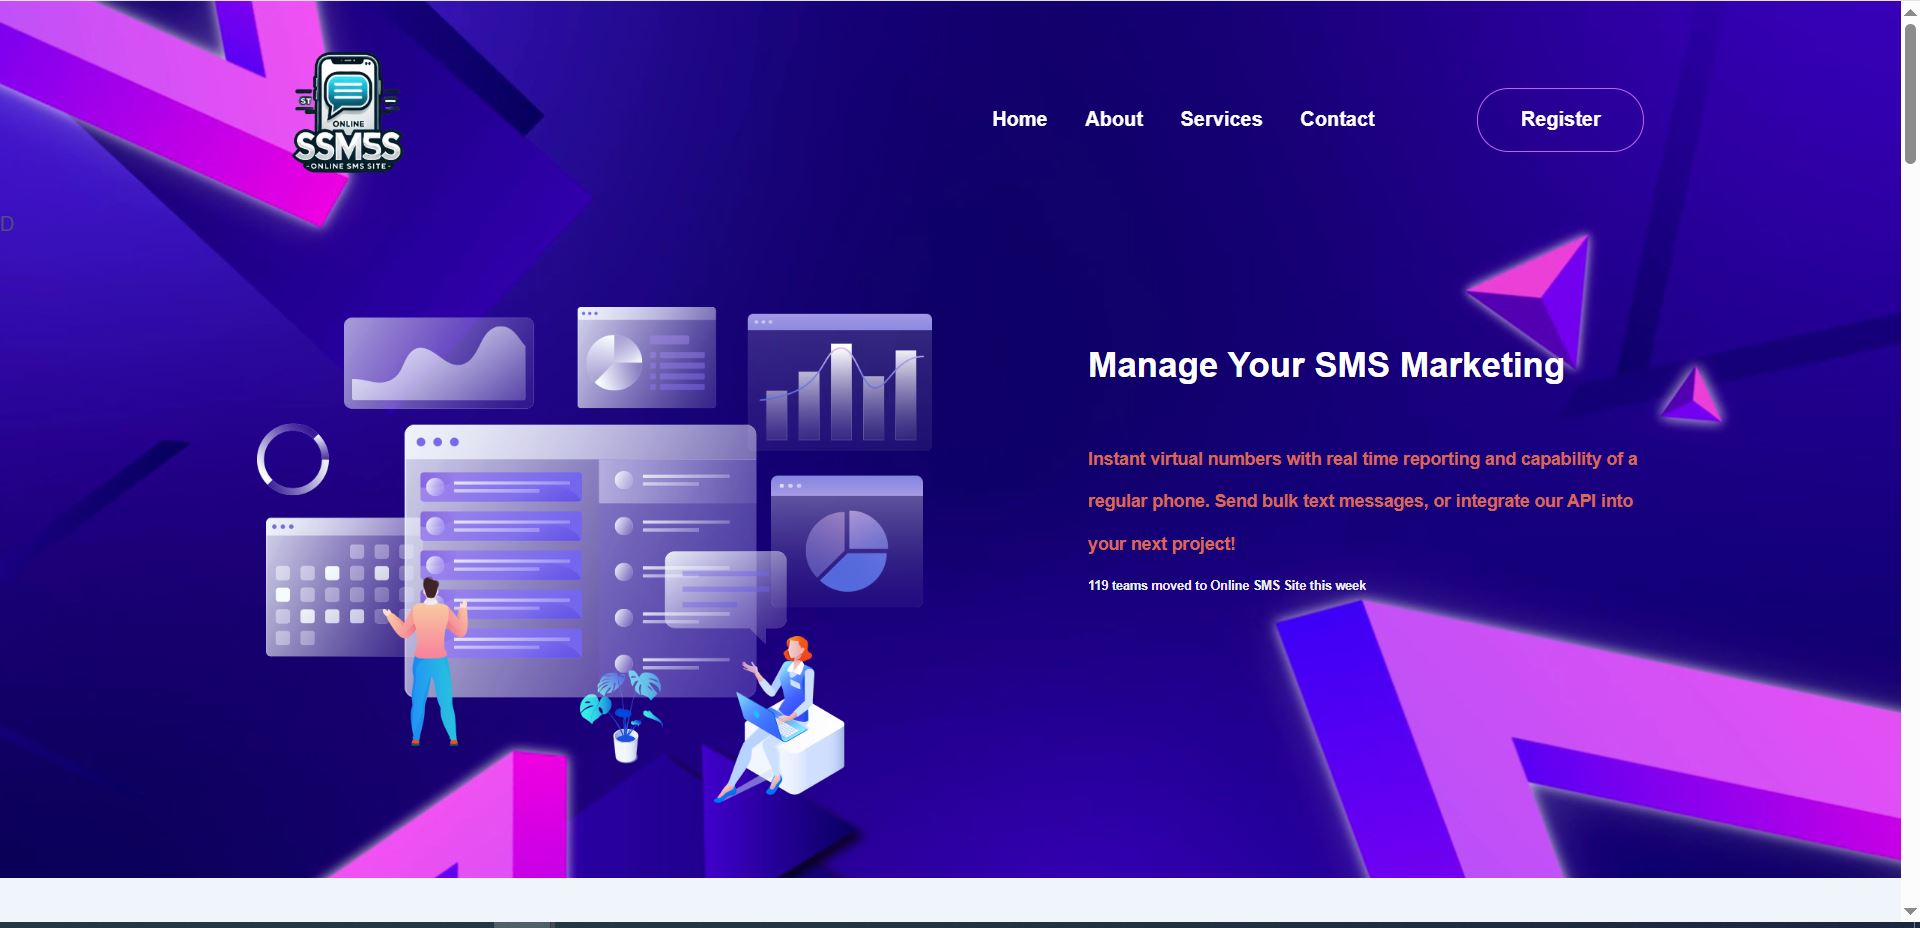 ST
ONLINE
SSM5S
-ONLINE SMS SITE-
Home
About
Services
Contact
Register
D
Manage Your SMS Marketing
Instant virtual numbers with real time reporting and capability of a
regular phone. Send bulk text messages, or integrate our API into
your next project!
119 teams moved to Online SMS Site this week